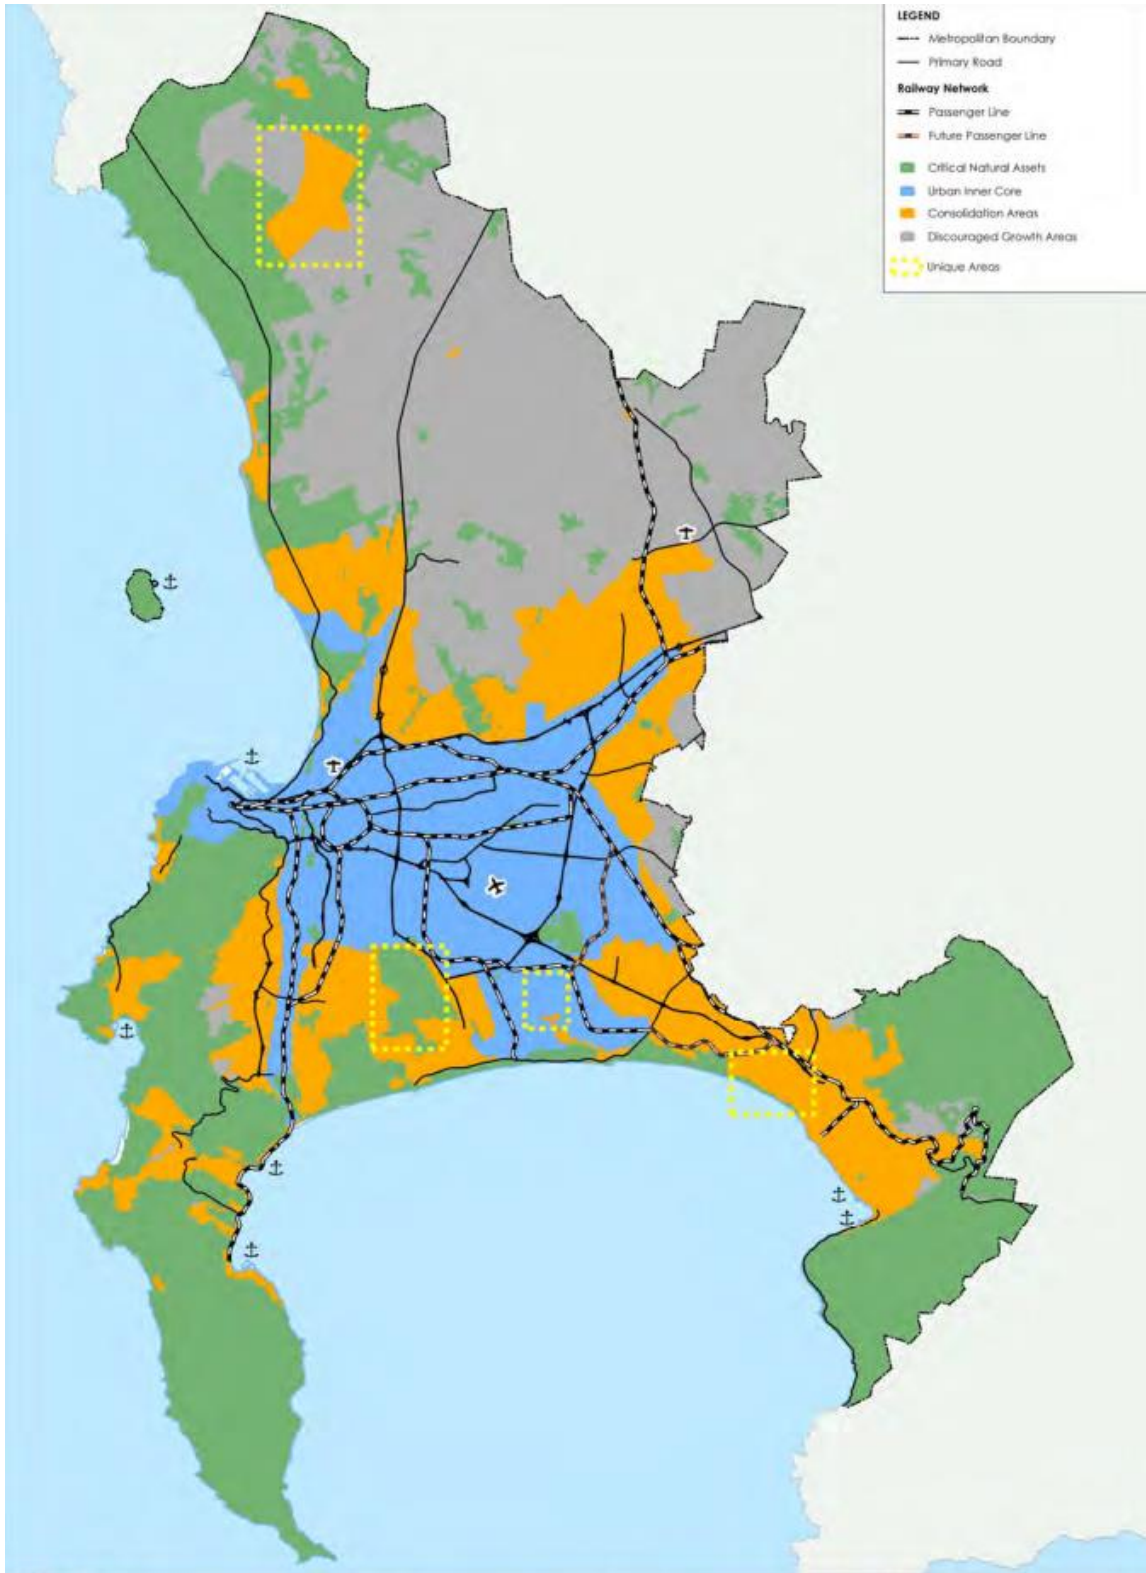 LEGEND
Metropolitan Boundary
Primary Road
Railway Network
Passenger Line
Future Passenger Line
Critical Natural Assets
Urban Inner Core
Consolidation Areas
Discouraged Growth Areas
Unique Areas